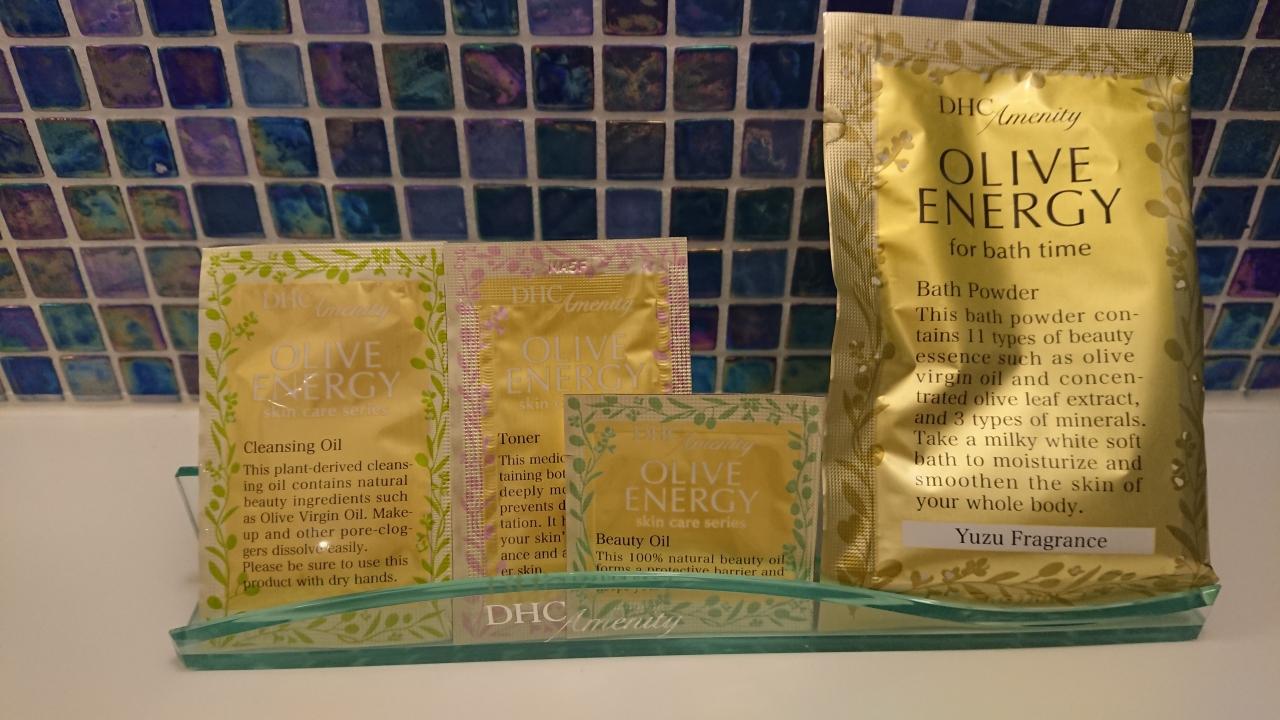 DHC Amenity
OLIVE
ENERGY
skin care series
Cleansing Oil
This plant-derived cleans-
ing oil contains natural
beauty ingredients such
as Olive Virgin Oil. Make-
up and other pore-clog-
gers dissolve easily.
Please be sure to use this
product with dry hands.
DHC Amenity
OLIVE
ENERGY
Toner
This medic
taining bot
deeply mo
prevents d
tation. It h
your skin'
ance and a
er skin.
DHC Amenity
OLIVE
ENERGY
skin care series
Beauty Oil
This 100% natural beauty oil
forms a protective barrier and
DHC Amenity
OLIVE
ENERGY
for bath time
Bath Powder
This bath powder con-
tains 11 types of beauty
essence such as olive
virgin oil and concen-
trated olive leaf extract,
and 3 types of minerals.
Take a milky white soft
bath to moisturize and
smoothen the skin of
your whole body.
Yuzu Fragrance
DHC Amenity